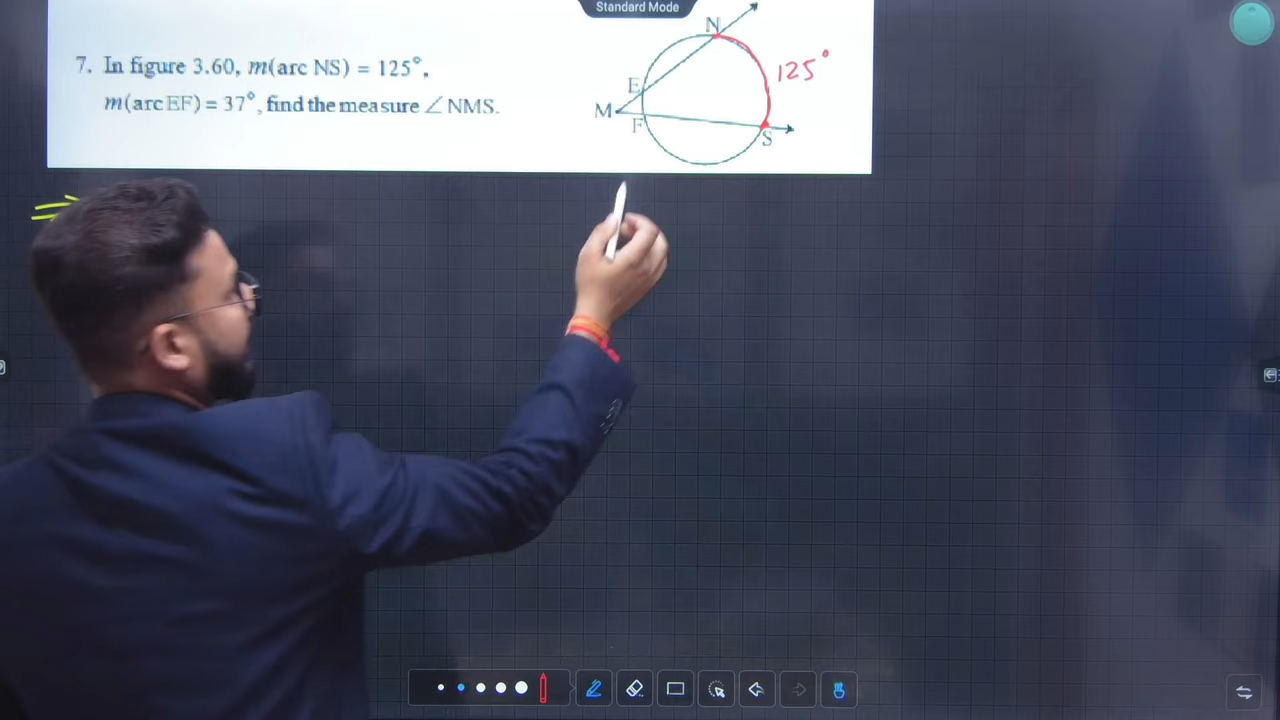 Standard Mode
7. In figure 3.60, m(arc NS) = 125°,
m(arc EF) = 37°, find the measure ∠NMS.
N
125°
E
M
F
S